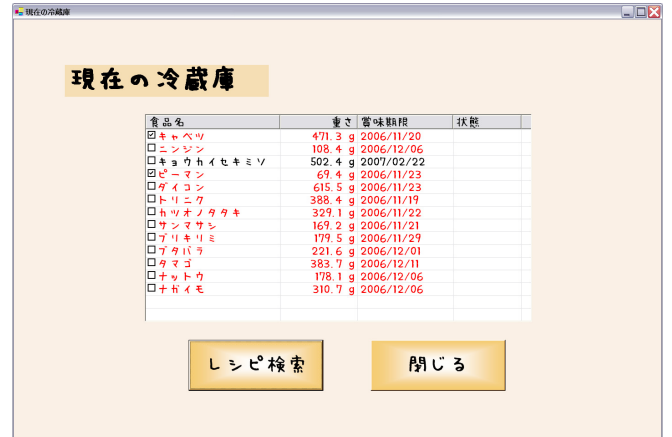 現在の冷蔵庫
現在の冷蔵庫
食品名 重さ 賞味期限 状態
キャベツ 471.3 g 2006/11/20
ニンジン 108.4 g 2006/12/06
キョウカイセキミソ 502.4 g 2007/02/22
ピーマン 69.4 g 2006/11/23
ダイコン 615.5 g 2006/11/23
トリニク 388.4 g 2006/11/19
カツオノタタキ 329.1 g 2006/11/22
サンマサシ 169.2 g 2006/11/21
ブリキリミ 179.5 g 2006/11/29
ブタバラ 221.6 g 2006/12/01
タマゴ 383.7 g 2006/12/11
ナットウ 178.1 g 2006/12/06
ナガイモ 310.7 g 2006/12/06
レシピ検索 閉じる